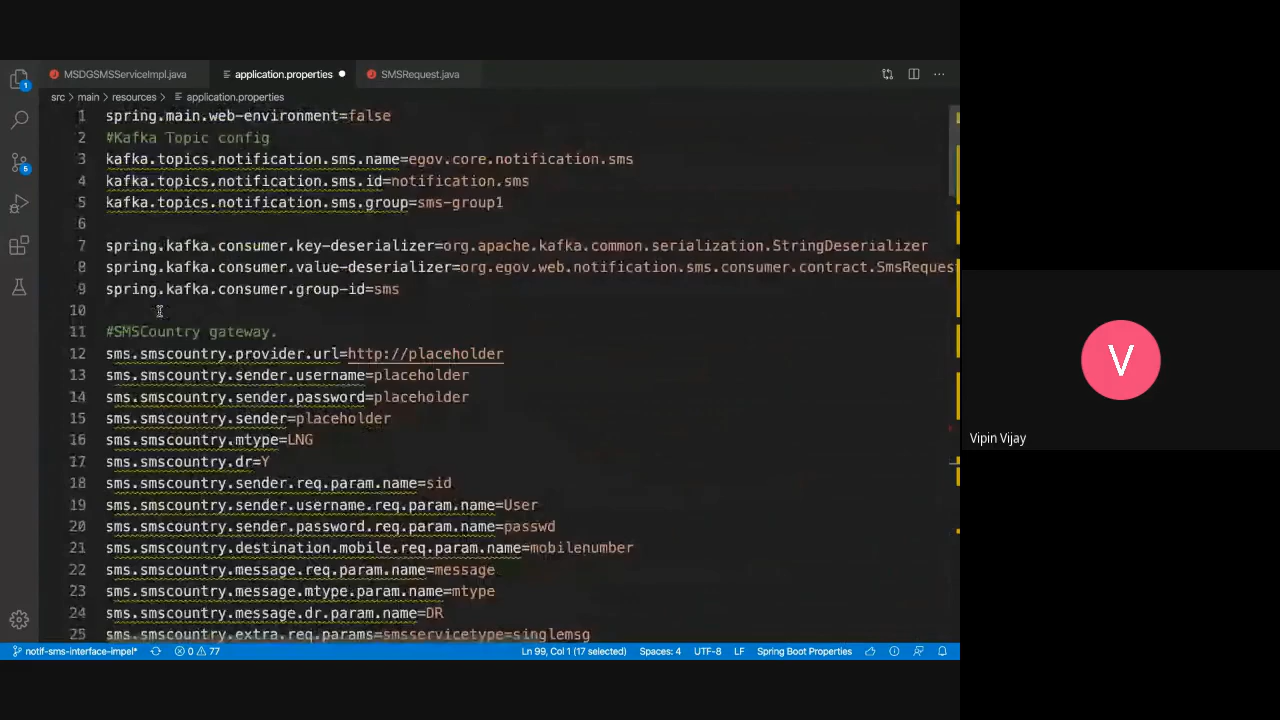 MSDGSMSServiceImpl.java
application.properties
SMSRequest.java
src > main > resources > application.properties
1 spring.main.web-environment=false
2 #Kafka Topic config
3 kafka.topics.notification.sms.name=egov.core.notification.sms
4 kafka.topics.notification.sms.id=notification.sms
5 kafka.topics.notification.sms.group=sms-group1
6
7 spring.kafka.consumer.key-deserializer=org.apache.kafka.common.serialization.StringDeserializer
8 spring.kafka.consumer.value-deserializer=org.egov.web.notification.sms.consumer.contract.SmsRequest
9 spring.kafka.consumer.group-id=sms
10
11 #SMSCountry gateway.
12 sms.smscountry.provider.url=http://placeholder
13 sms.smscountry.sender.username=placeholder
14 sms.smscountry.sender.password=placeholder
15 sms.smscountry.sender=placeholder
16 sms.smscountry.mtype=LNG
17 sms.smscountry.dr=Y
18 sms.smscountry.sender.req.param.name=sid
19 sms.smscountry.sender.username.req.param.name=User
20 sms.smscountry.sender.password.req.param.name=passwd
21 sms.smscountry.destination.mobile.req.param.name=mobilenumber
22 sms.smscountry.message.req.param.name=message
23 sms.smscountry.message.mtype.param.name=mtype
24 sms.smscountry.message.dr.param.name=DR
25 sms.smscountry.extra.req.params=smsservicetype=singlemsg
1
5
notif-sms-interface-impel* 0 77 Ln 99, Col 1 (17 selected) Spaces: 4 UTF-8 LF Spring Boot Properties
V
Vipin Vijay